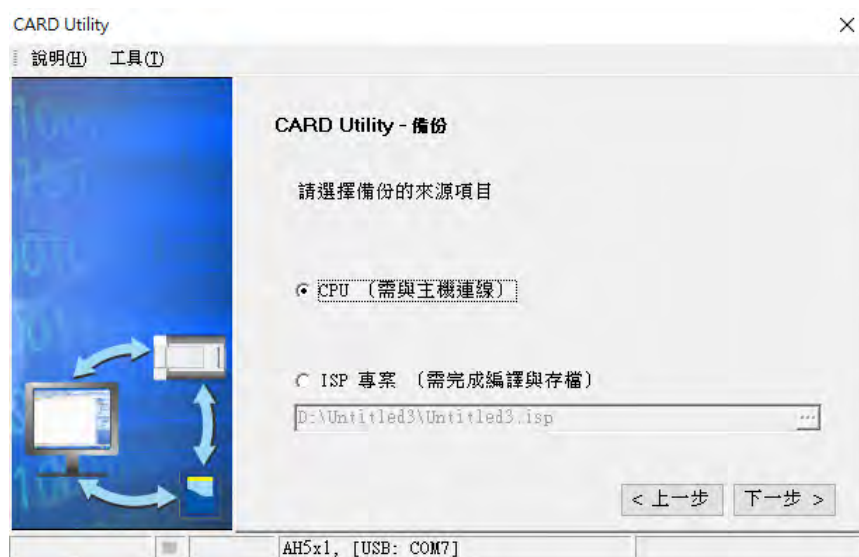 CARD Utility
說明(H) 工具(T)
CARD Utility - 備份
請選擇備份的來源項目
CPU （需與主機連線）
ISP 專案 （需完成編譯與存檔）
D:\Untitled3\Untitled3.isp
...
< 上一步 下一步 >
AH5x1, [USB: COM7]